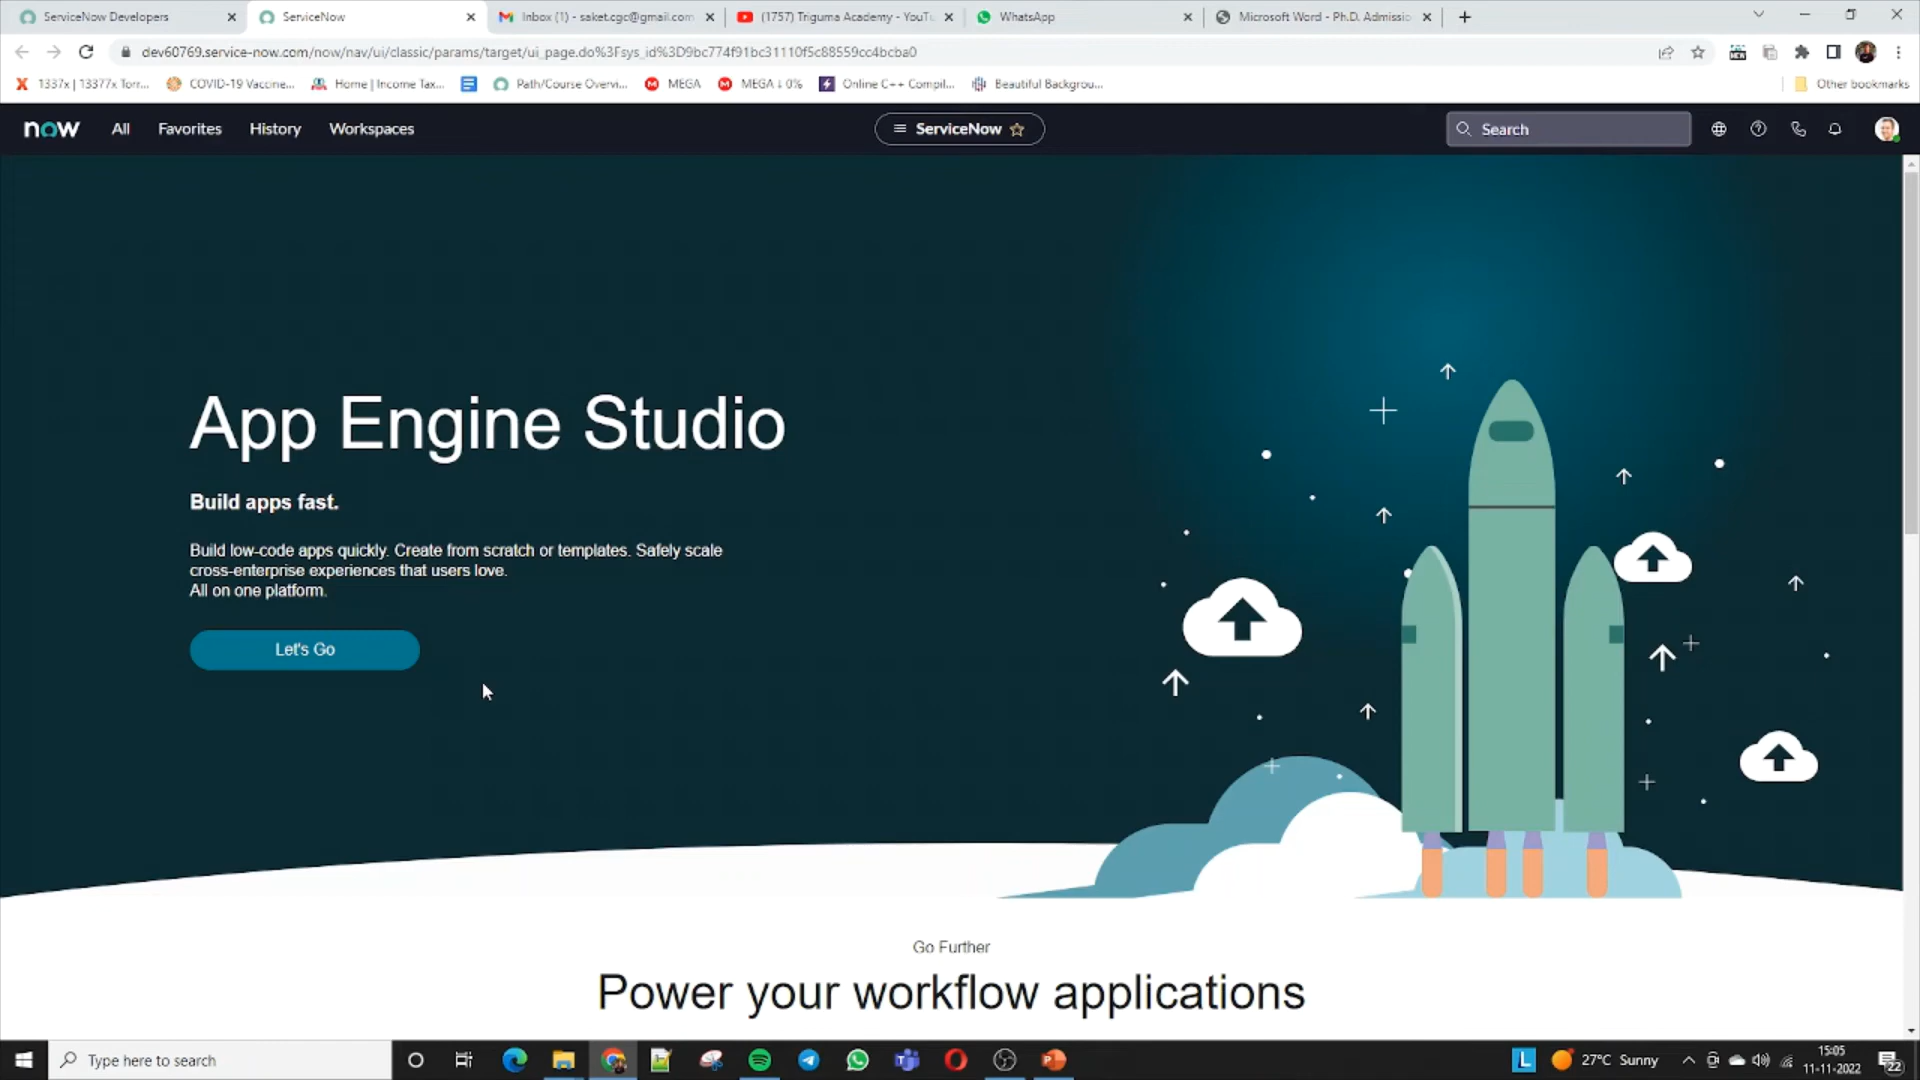 ServiceNow Developers
ServiceNow
Inbox (1) - saket.cgc@gmail.com
(1757) Triguma Academy - YouTu
WhatsApp
Microsoft Word - Ph.D. Admissio
dev60769.service-now.com/now/nav/ui/classic/params/target/ui_page.do%3Fsys_id%3D9bc774f91bc31110f5c88559cc4bcba0
1337x | 13377x Torr...
COVID-19 Vaccine...
Home | Income Tax...
Path/Course Overvi...
MEGA
MEGA ↓ 0%
Online C++ Compil...
Beautiful Backgrou...
Other bookmarks
now
All
Favorites
History
Workspaces
ServiceNow
Search
App Engine Studio
Build apps fast.
Build low-code apps quickly. Create from scratch or templates. Safely scale
cross-enterprise experiences that users love.
All on one platform.
Let's Go
Go Further
Power your workflow applications
Type here to search
L
27°C Sunny
15:05
11-11-2022
22